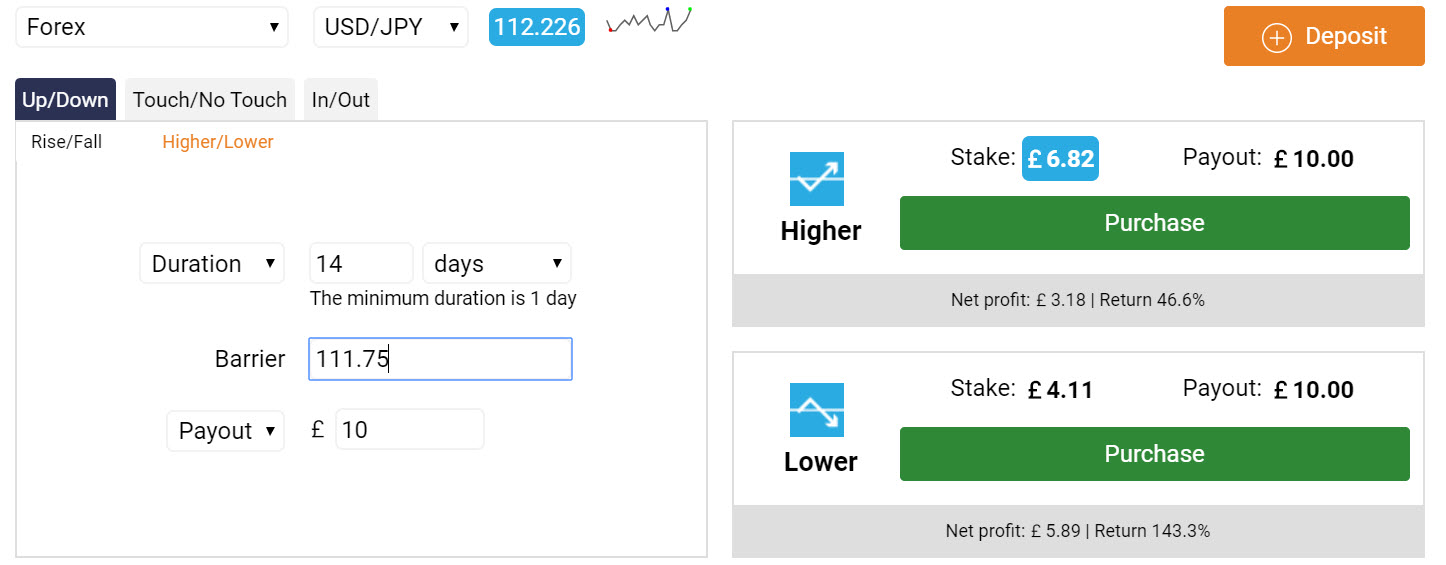 Forex ▼ USD/JPY ▼ 112.226 Deposit
Up/Down Touch/No Touch In/Out
Rise/Fall Higher/Lower
Duration ▼ 14 days ▼
The minimum duration is 1 day
Barrier 111.75
Payout ▼ £ 10
Stake: £ 6.82 Payout: £ 10.00
Higher
Purchase
Net profit: £ 3.18 | Return 46.6%
Stake: £ 4.11 Payout: £ 10.00
Lower
Purchase
Net profit: £ 5.89 | Return 143.3%